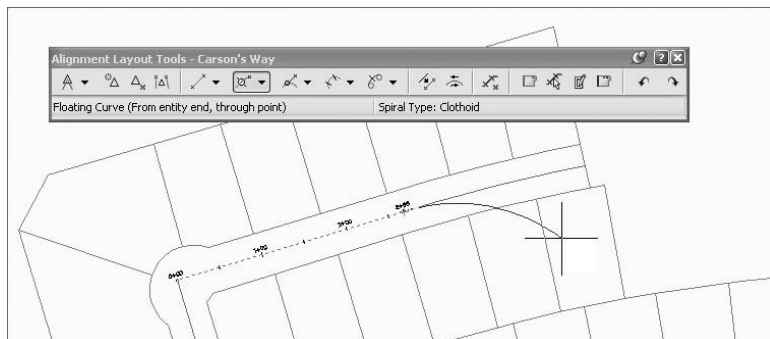 Alignment Layout Tools - Carson's Way
Floating Curve (From entity end, through point)
Spiral Type: Clothoid
0+00
1+00
2+00